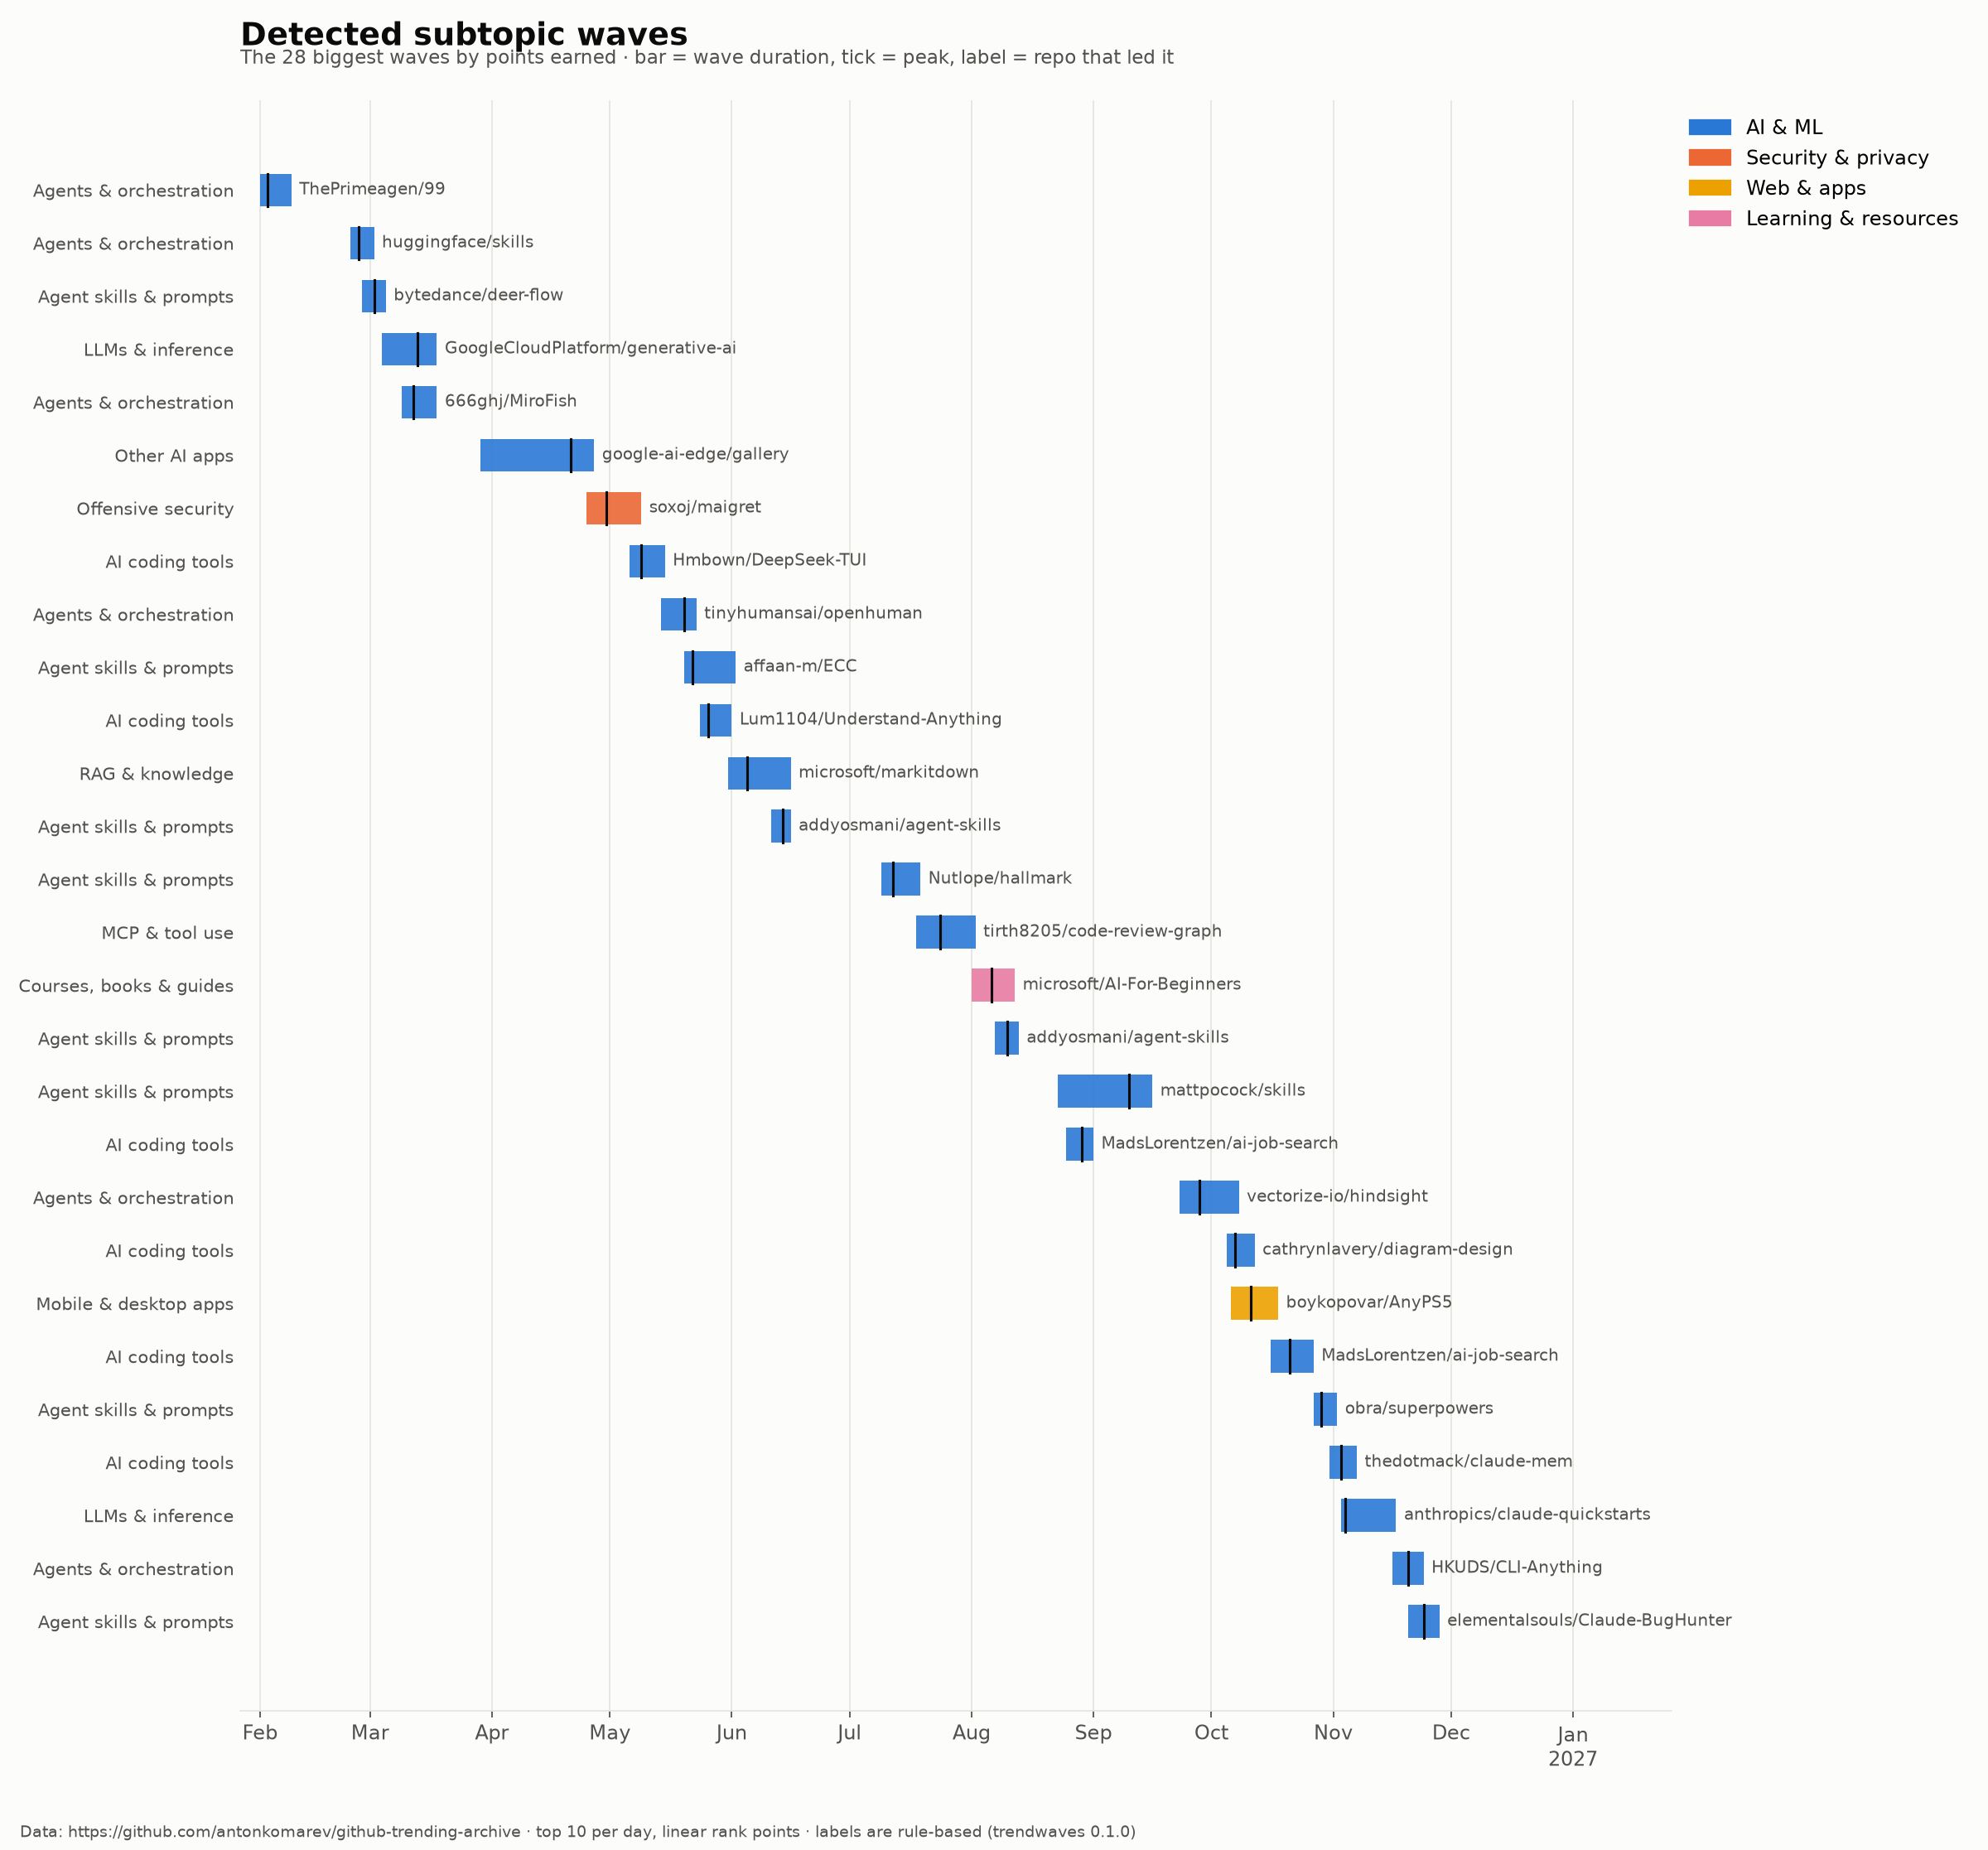 Detected subtopic waves
The 28 biggest waves by points earned · bar = wave duration, tick = peak, label = repo that led it
AI & ML
Security & privacy
Web & apps
Learning & resources
Agents & orchestration ThePrimeagen/99
Agents & orchestration huggingface/skills
Agent skills & prompts bytedance/deer-flow
LLMs & inference GoogleCloudPlatform/generative-ai
Agents & orchestration 666ghj/MiroFish
Other AI apps google-ai-edge/gallery
Offensive security soxoj/maigret
AI coding tools Hmbown/DeepSeek-TUI
Agents & orchestration tinyhumansai/openhuman
Agent skills & prompts affaan-m/ECC
AI coding tools Lum1104/Understand-Anything
RAG & knowledge microsoft/markitdown
Agent skills & prompts addyosmani/agent-skills
Agent skills & prompts Nutlope/hallmark
MCP & tool use tirth8205/code-review-graph
Courses, books & guides microsoft/AI-For-Beginners
Agent skills & prompts addyosmani/agent-skills
Agent skills & prompts mattpocock/skills
AI coding tools MadsLorentzen/ai-job-search
Agents & orchestration vectorize-io/hindsight
AI coding tools cathrynlavery/diagram-design
Mobile & desktop apps boykopovar/AnyPS5
AI coding tools MadsLorentzen/ai-job-search
Agent skills & prompts obra/superpowers
AI coding tools thedotmack/claude-mem
LLMs & inference anthropics/claude-quickstarts
Agents & orchestration HKUDS/CLI-Anything
Agent skills & prompts elementalsouls/Claude-BugHunter
Feb Mar Apr May Jun Jul Aug Sep Oct Nov Dec Jan
2027
Data: https://github.com/antonkomarev/github-trending-archive · top 10 per day, linear rank points · labels are rule-based (trendwaves 0.1.0)